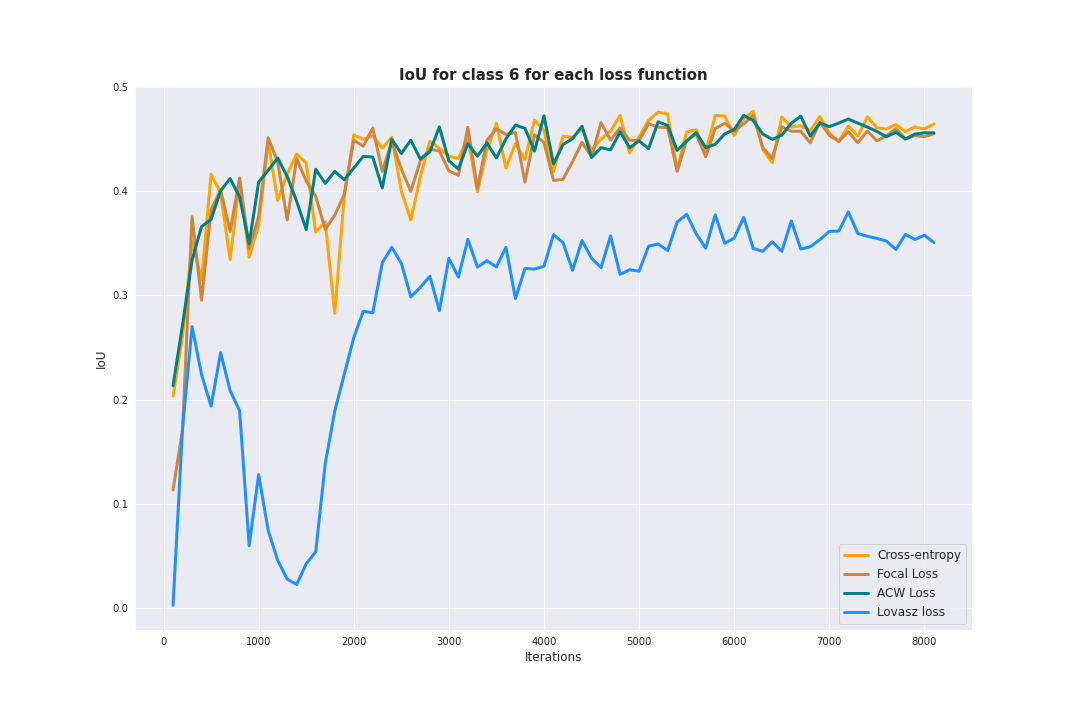 IoU for class 6 for each loss function
0.5
0.4
0.3
0.2
0.1
0.0
IoU
0 1000 2000 3000 4000 5000 6000 7000 8000
Iterations
Cross-entropy
Focal Loss
ACW Loss
Lovasz loss